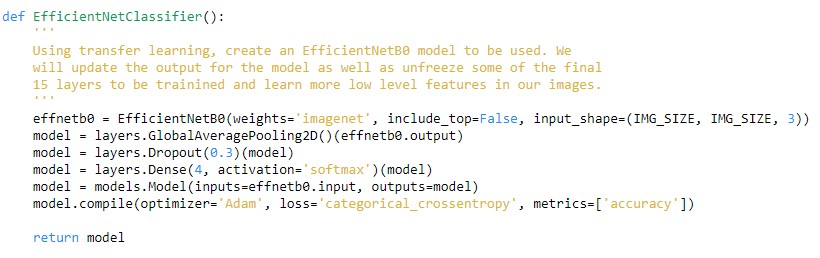 def EfficientNetClassifier():
    '''
    Using transfer learning, create an EfficientNetB0 model to be used. We
    will update the output for the model as well as unfreeze some of the final
    15 layers to be trainined and learn more low level features in our images.
    '''
    effnetb0 = EfficientNetB0(weights='imagenet', include_top=False, input_shape=(IMG_SIZE, IMG_SIZE, 3))
    model = layers.GlobalAveragePooling2D()(effnetb0.output)
    model = layers.Dropout(0.3)(model)
    model = layers.Dense(4, activation='softmax')(model)
    model = models.Model(inputs=effnetb0.input, outputs=model)
    model.compile(optimizer='Adam', loss='categorical_crossentropy', metrics=['accuracy'])
    return model